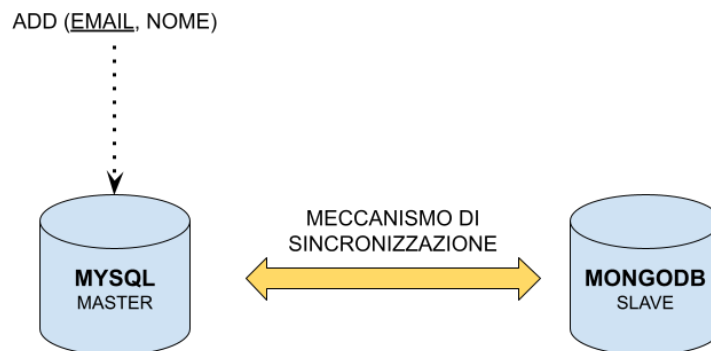 ADD (EMAIL, NOME)
MECCANISMO DI
SINCRONIZZAZIONE
MYSQL
MASTER
MONGODB
SLAVE